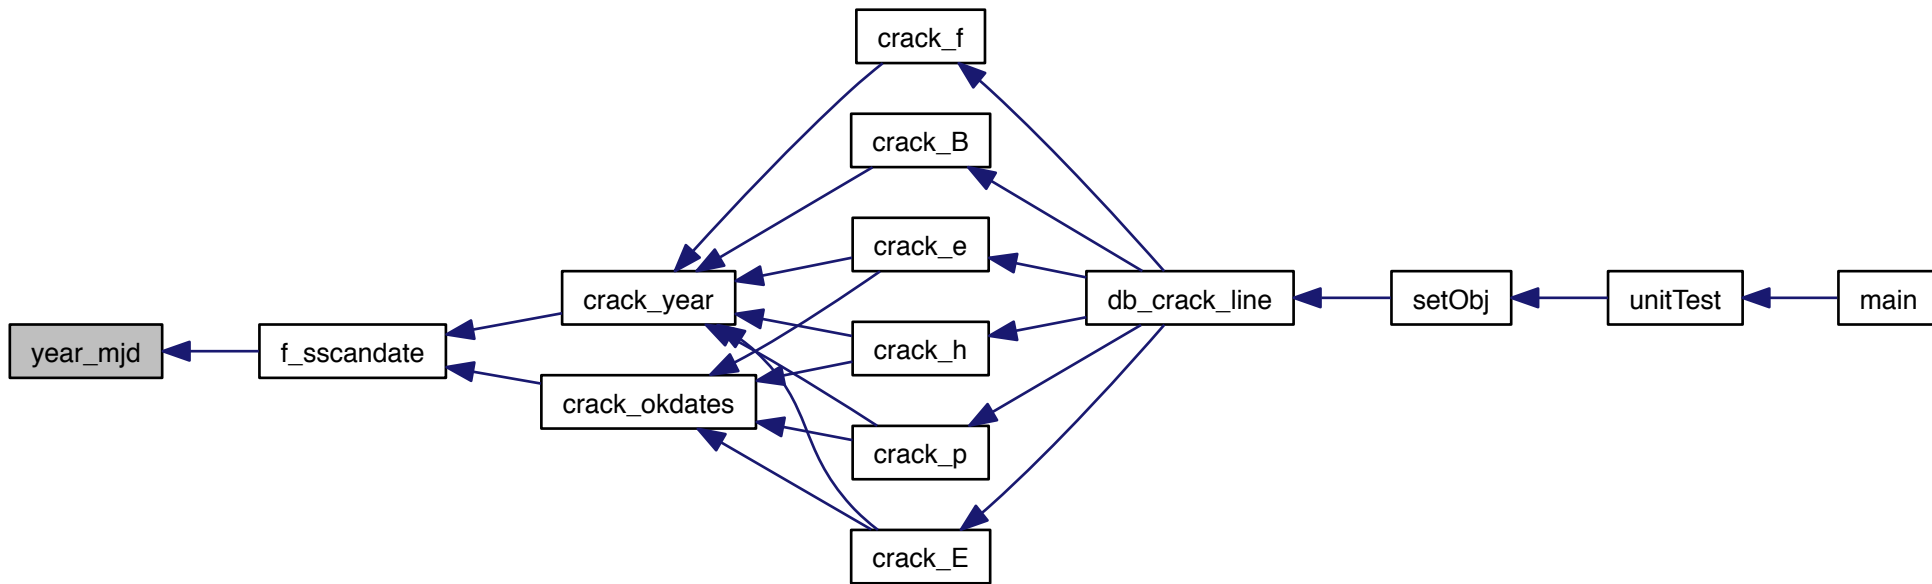 crack_f
crack_B
crack_e
crack_year
db_crack_line
setObj
unitTest
main
year_mjd
f_sscandate
crack_h
crack_okdates
crack_p
crack_E